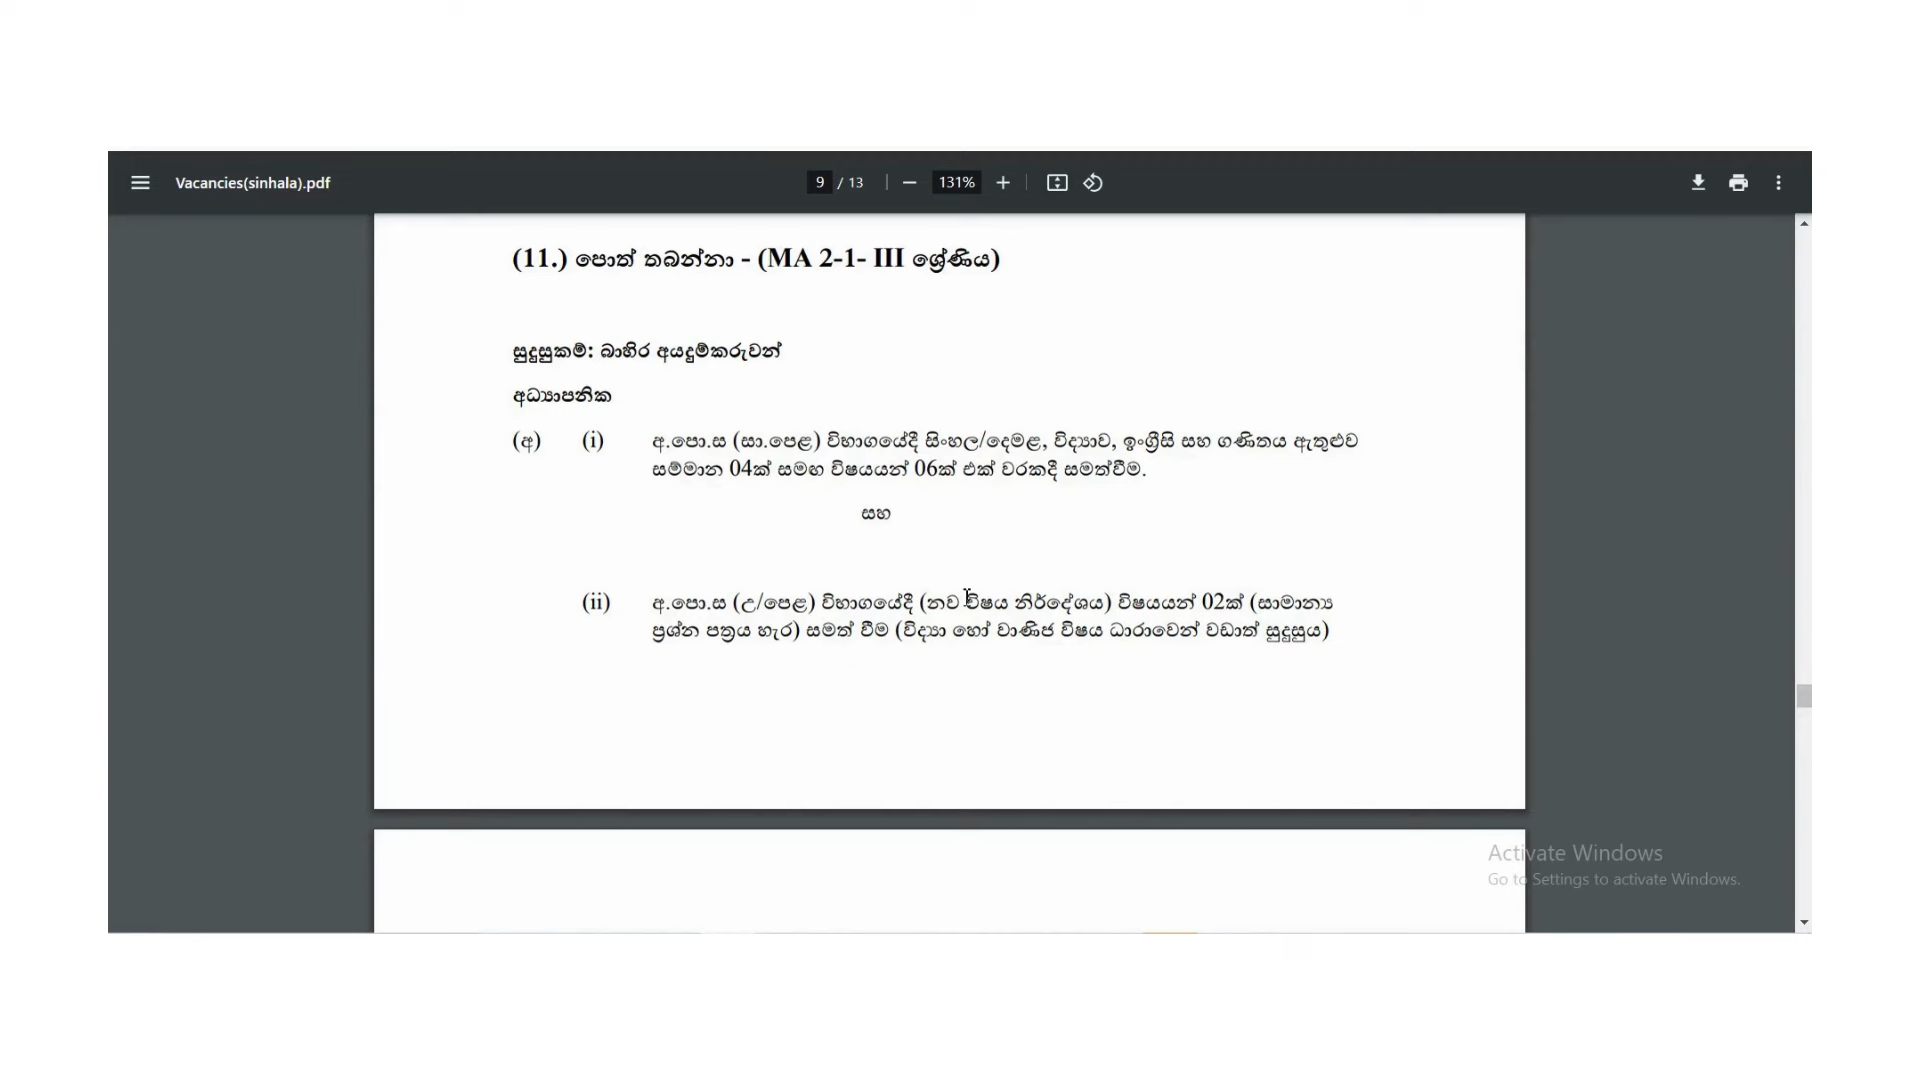 Vacancies(sinhala).pdf
9 / 13
131%
(11.) පොත් තබන්නා - (MA 2-1- III ශ්‍රේණිය)
සුදුසුකම්: බාහිර අයදුම්කරුවන්
අධ්‍යාපනික
(අ) (i) අ.පො.ස (සා.පෙළ) විභාගයේදී සිංහල/දෙමළ, විද්‍යාව, ඉංග්‍රීසි සහ ගණිතය ඇතුළුව
සම්මාන 04ක් සමඟ විෂයයන් 06ක් එක් වරකදී සමත්වීම.
සහ
(ii) අ.පො.ස (උ/පෙළ) විභාගයේදී (නව විෂය නිර්දේශය) විෂයයන් 02ක් (සාමාන්‍ය
ප්‍රශ්න පත්‍රය හැර) සමත් වීම (විද්‍යා හෝ වාණිජ විෂය ධාරාවෙන් වඩාත් සුදුසුය)
Activate Windows
Go to Settings to activate Windows.